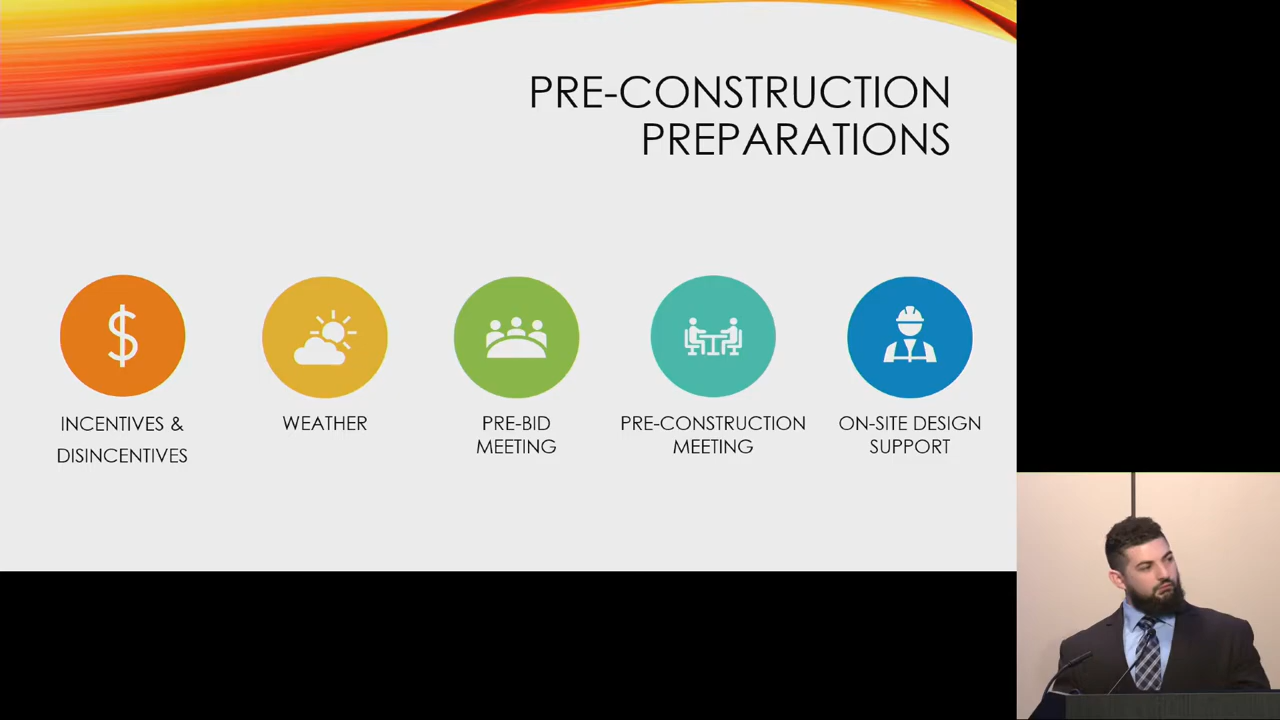 PRE-CONSTRUCTION
PREPARATIONS
$
INCENTIVES &
DISINCENTIVES
WEATHER
PRE-BID
MEETING
PRE-CONSTRUCTION
MEETING
ON-SITE DESIGN
SUPPORT